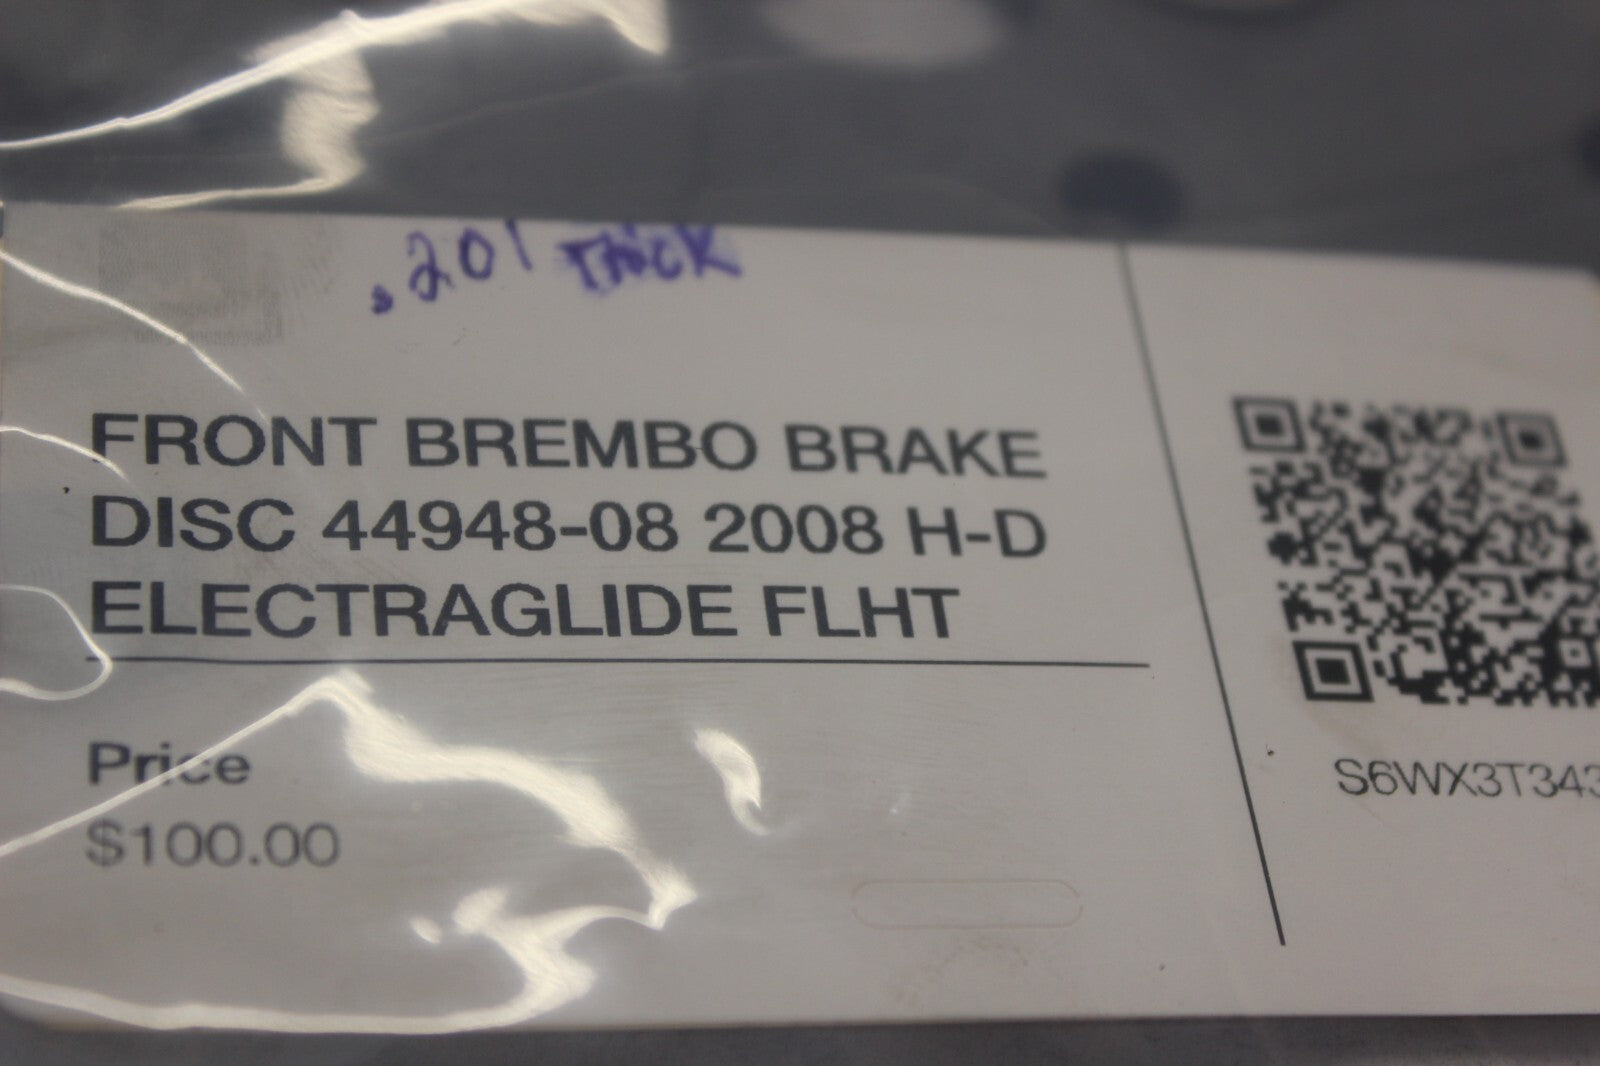 .201 THICK
FRONT BREMBO BRAKE
DISC 44948-08 2008 H-D
ELECTRAGLIDE FLHT
Price
$100.00
S6WX3T343